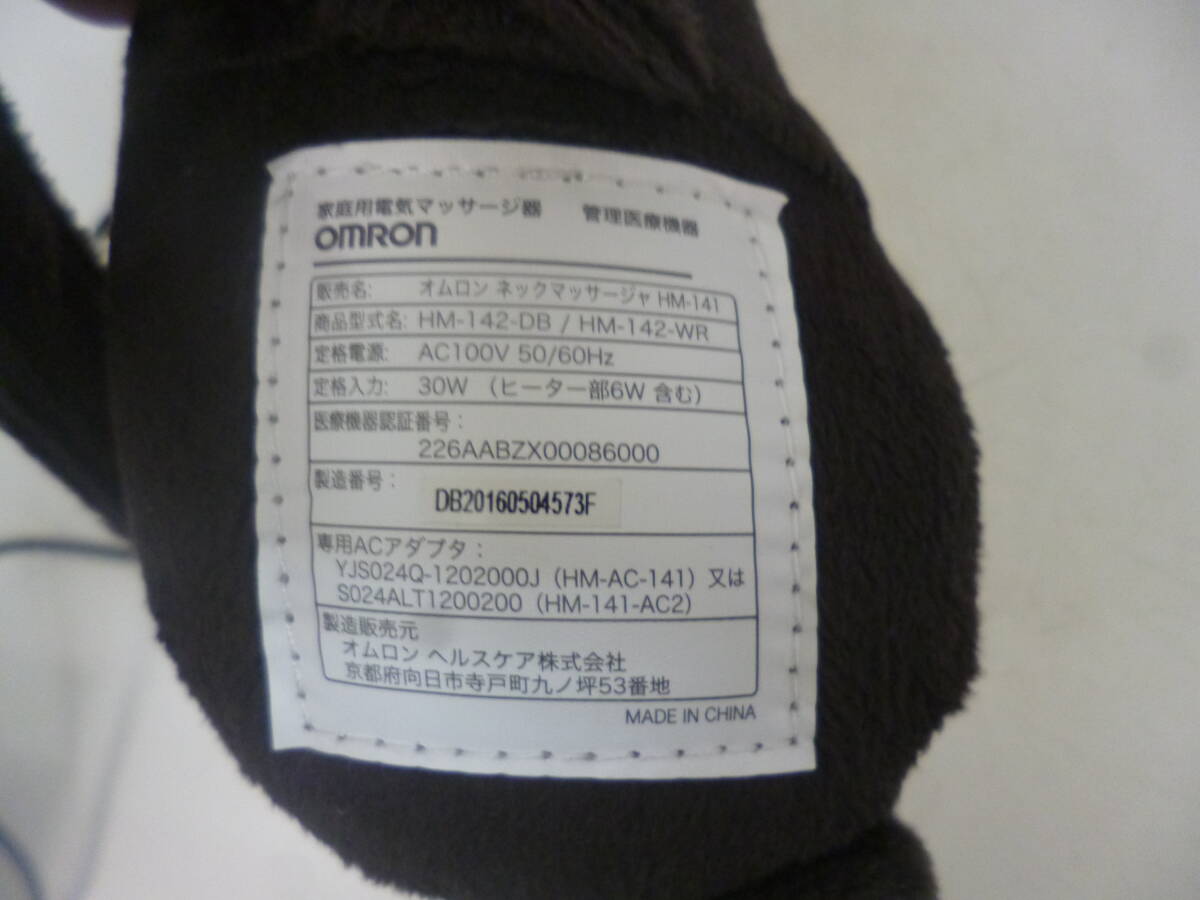 家庭用電気マッサージ器 管理医療機器
OMRON
販売名: オムロン ネックマッサージャ HM-141
商品型式名: HM-142-DB / HM-142-WR
定格電源: AC100V 50/60Hz
定格入力: 30W （ヒーター部6W 含む）
医療機器認証番号：
226AABZX00086000
製造番号：
DB20160504573F
専用ACアダプタ：
YJS024Q-1202000J（HM-AC-141）又は
S024ALT1200200（HM-141-AC2）
製造販売元
オムロン ヘルスケア株式会社
京都府向日市寺戸町九ノ坪53番地
MADE IN CHINA